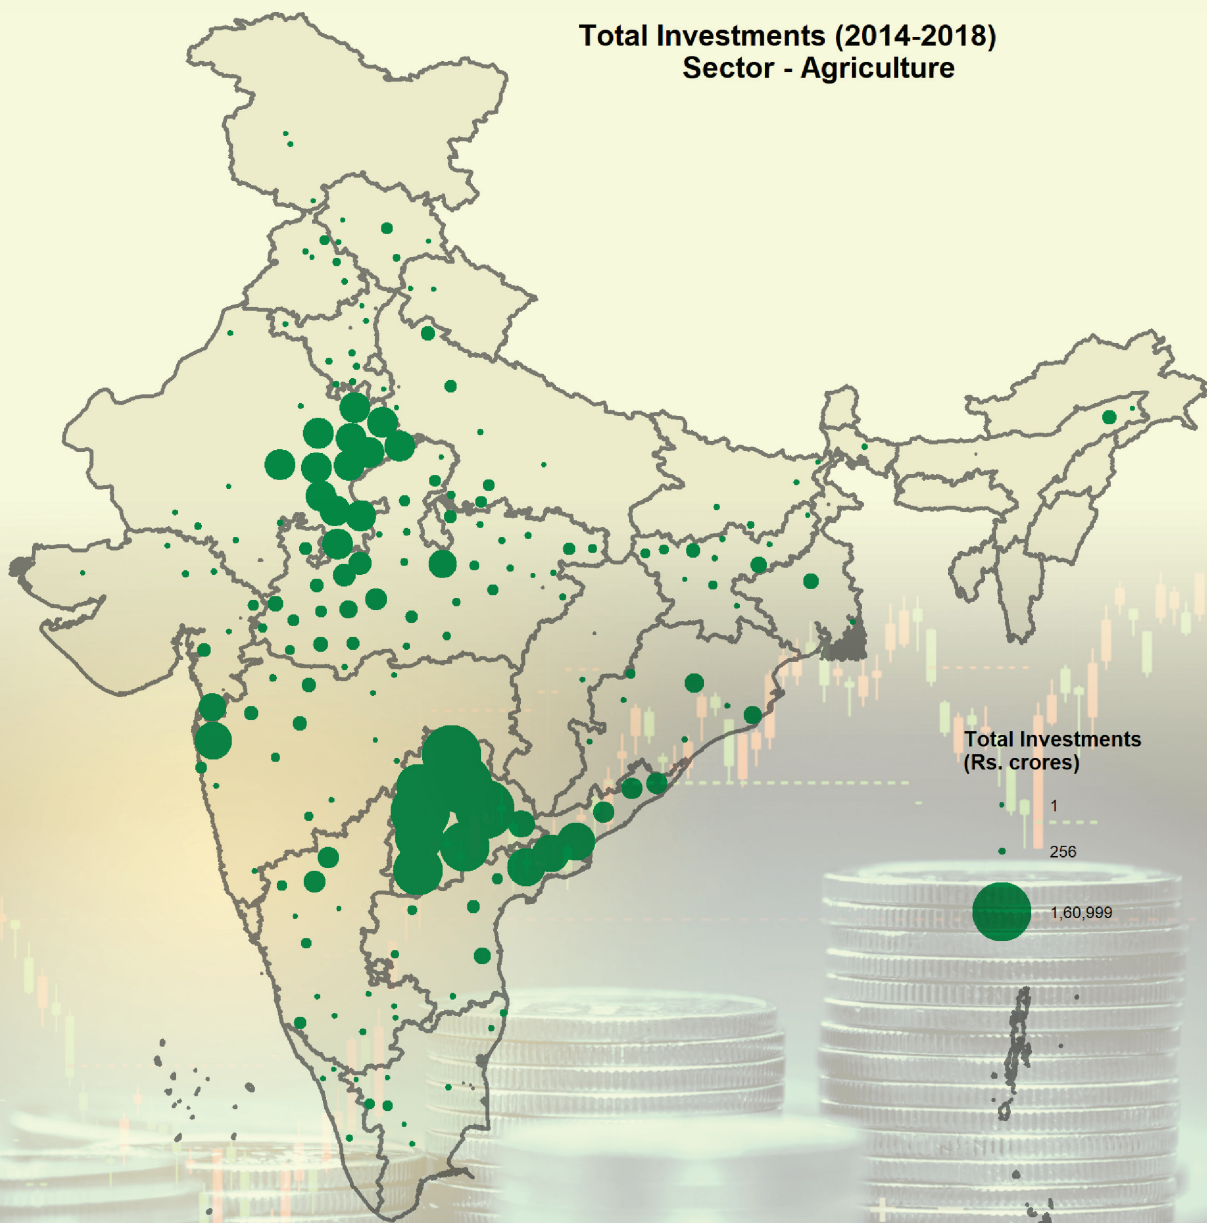 Total Investments (2014-2018)
Sector - Agriculture
Total Investments
(Rs. crores)
1
256
1,60,999